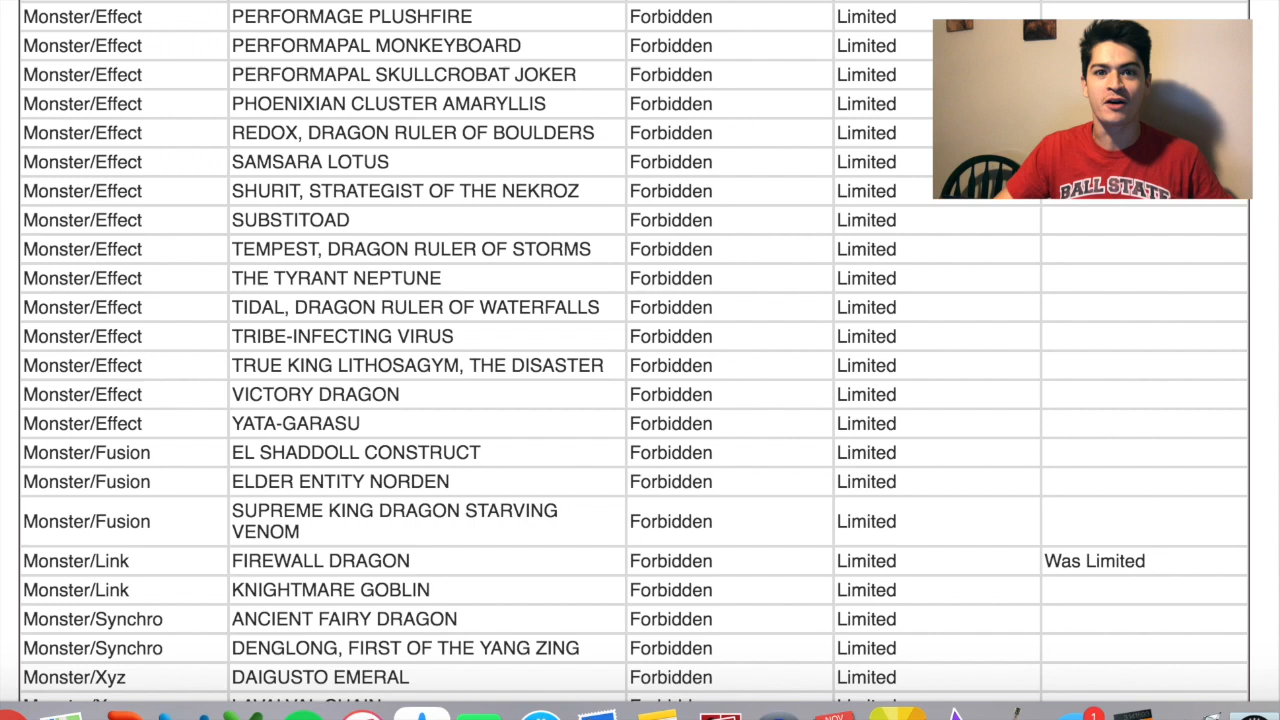 Monster/Effect PERFORMAGE PLUSHFIRE Forbidden Limited
Monster/Effect PERFORMAPAL MONKEYBOARD Forbidden Limited
Monster/Effect PERFORMAPAL SKULLCROBAT JOKER Forbidden Limited
Monster/Effect PHOENIXIAN CLUSTER AMARYLLIS Forbidden Limited
Monster/Effect REDOX, DRAGON RULER OF BOULDERS Forbidden Limited
Monster/Effect SAMSARA LOTUS Forbidden Limited
Monster/Effect SHURIT, STRATEGIST OF THE NEKROZ Forbidden Limited
BALL STATE
Monster/Effect SUBSTITOAD Forbidden Limited
Monster/Effect TEMPEST, DRAGON RULER OF STORMS Forbidden Limited
Monster/Effect THE TYRANT NEPTUNE Forbidden Limited
Monster/Effect TIDAL, DRAGON RULER OF WATERFALLS Forbidden Limited
Monster/Effect TRIBE-INFECTING VIRUS Forbidden Limited
Monster/Effect TRUE KING LITHOSAGYM, THE DISASTER Forbidden Limited
Monster/Effect VICTORY DRAGON Forbidden Limited
Monster/Effect YATA-GARASU Forbidden Limited
Monster/Fusion EL SHADDOLL CONSTRUCT Forbidden Limited
Monster/Fusion ELDER ENTITY NORDEN Forbidden Limited
Monster/Fusion SUPREME KING DRAGON STARVING VENOM Forbidden Limited
Monster/Link FIREWALL DRAGON Forbidden Limited Was Limited
Monster/Link KNIGHTMARE GOBLIN Forbidden Limited
Monster/Synchro ANCIENT FAIRY DRAGON Forbidden Limited
Monster/Synchro DENGLONG, FIRST OF THE YANG ZING Forbidden Limited
Monster/Xyz DAIGUSTO EMERAL Forbidden Limited
NOV 1